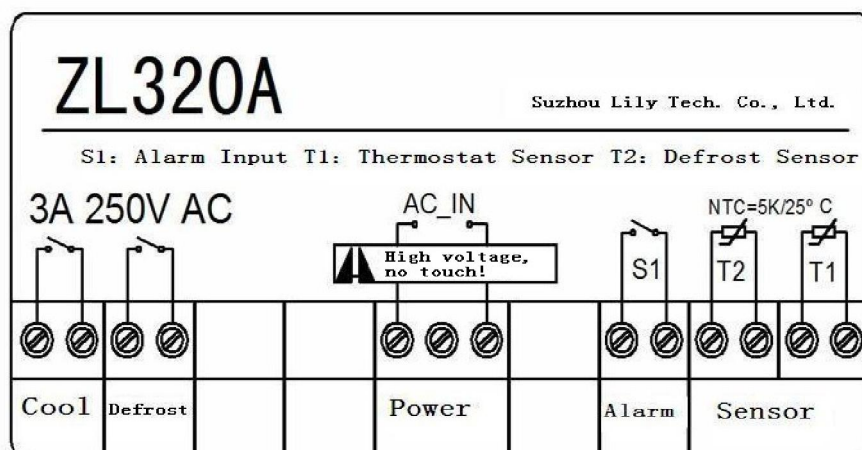 ZL320A
Suzhou Lily Tech. Co., Ltd.
S1: Alarm Input T1: Thermostat Sensor T2: Defrost Sensor
3A 250V AC
AC_IN
NTC=5K/25° C
High voltage,
no touch!
S1
T2
T1
Cool
Defrost
Power
Alarm
Sensor